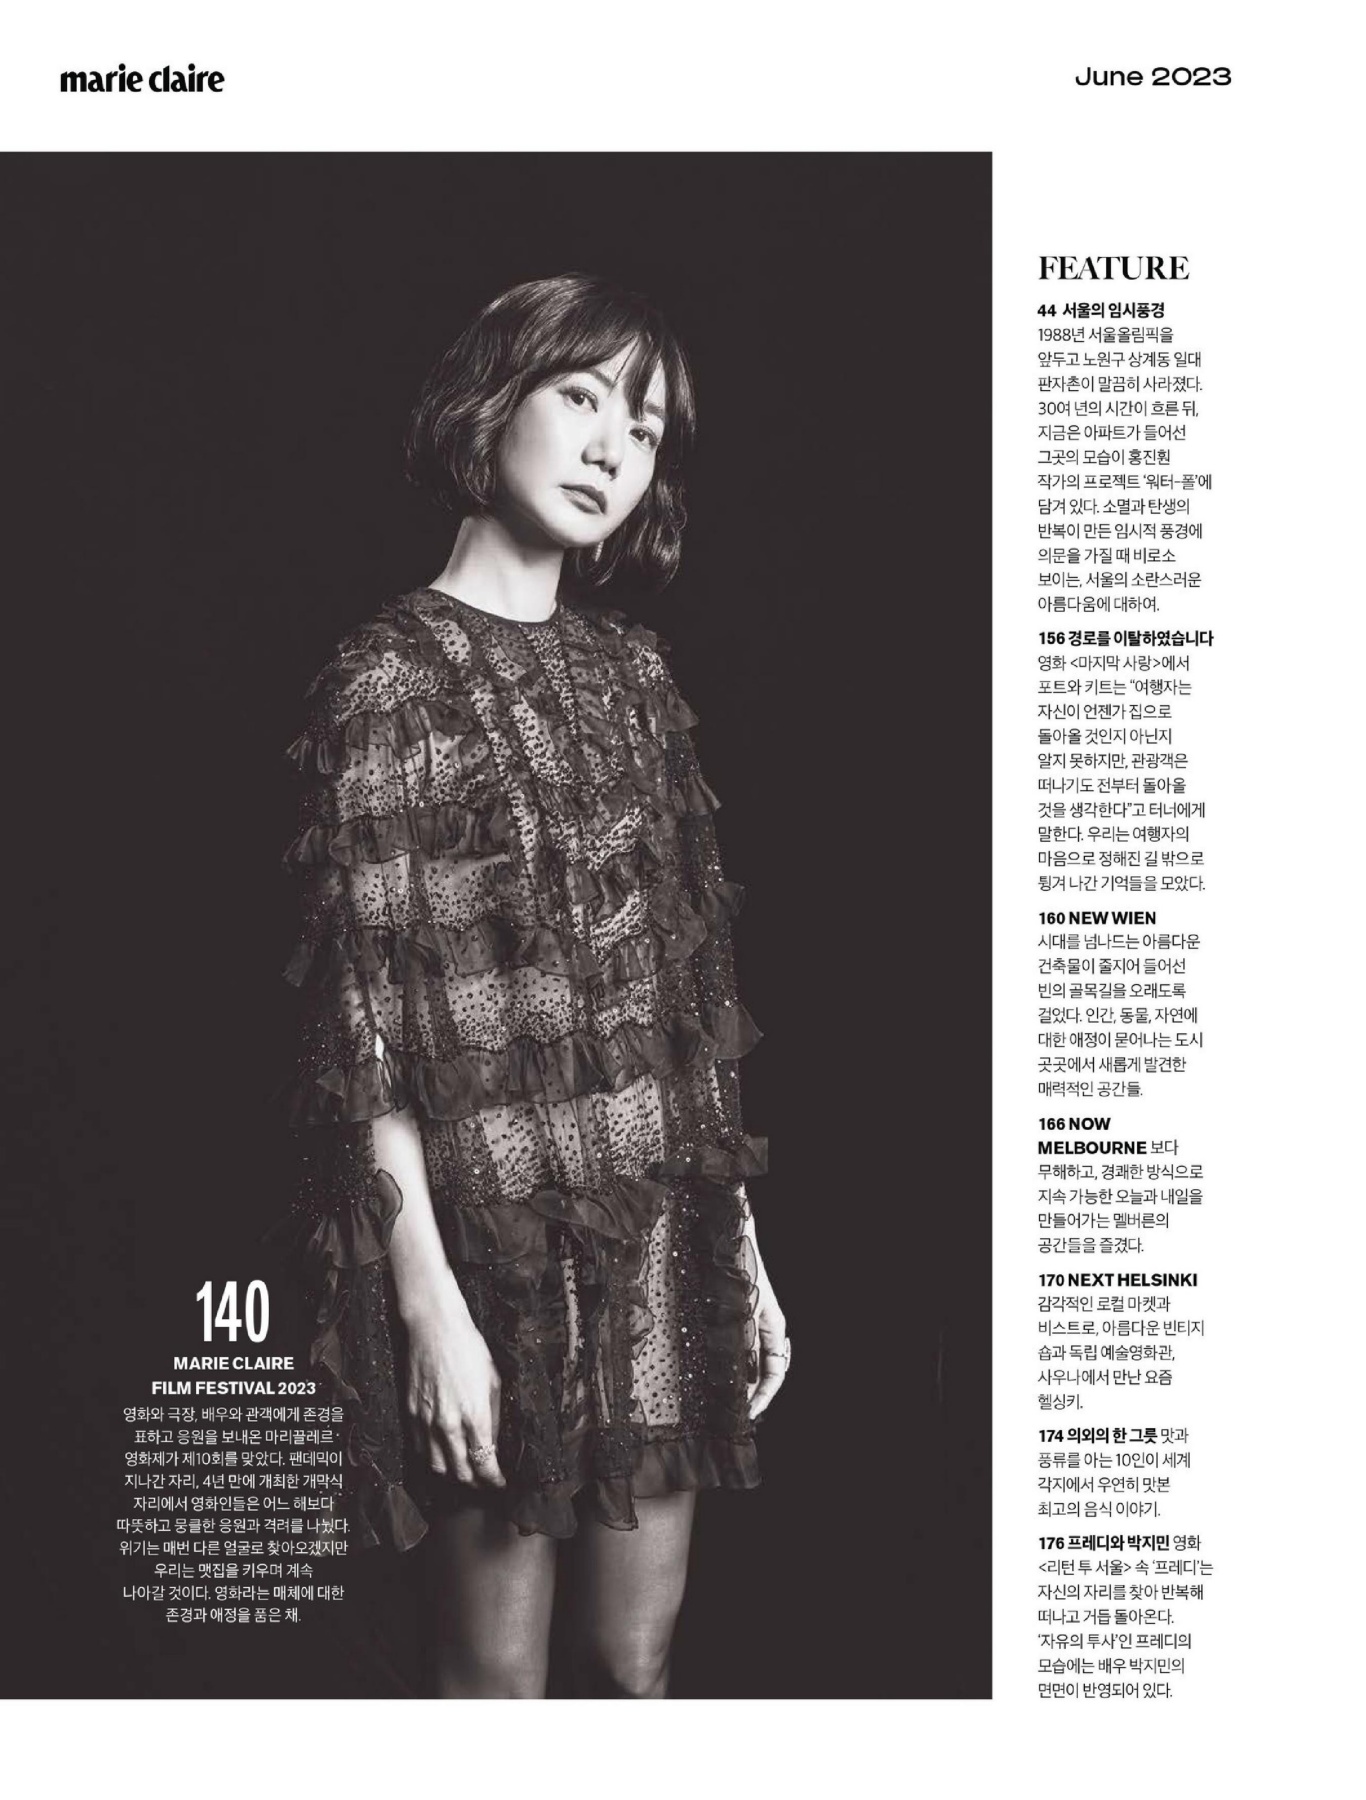 marie claire
June 2023
140
MARIE CLAIRE
FILM FESTIVAL 2023
영화와 극장, 배우와 관객에게 존경을
표하고 응원을 보내온 마리끌레르
영화제가 제10회를 맞았다. 팬데믹이
지나간 자리, 4년 만에 개최한 개막식
자리에서 영화인들은 어느 해보다
따뜻하고 뭉클한 응원과 격려를 나눴다.
위기는 매번 다른 얼굴로 찾아오겠지만
우리는 맷집을 키우며 계속
나아갈 것이다. 영화라는 매체에 대한
존경과 애정을 품은 채.
FEATURE
44 서울의 임시풍경
1988년 서울올림픽을
앞두고 노원구 상계동 일대
판자촌이 말끔히 사라졌다.
30여 년의 시간이 흐른 뒤,
지금은 아파트가 들어선
그곳의 모습이 홍진훤
작가의 프로젝트 ‘워터-폴’에
담겨 있다. 소멸과 탄생의
반복이 만든 임시적 풍경에
의문을 가질 때 비로소
보이는, 서울의 소란스러운
아름다움에 대하여.
156 경로를 이탈하였습니다
영화 <마지막 사랑>에서
포트와 키트는 “여행자는
자신이 언젠가 집으로
돌아올 것인지 아닌지
알지 못하지만, 관광객은
떠나기도 전부터 돌아올
것을 생각한다”고 터너에게
말한다. 우리는 여행자의
마음으로 정해진 길 밖으로
튕겨 나간 기억들을 모았다.
160 NEW WIEN
시대를 넘나드는 아름다운
건축물이 줄지어 들어선
빈의 골목길을 오래도록
걸었다. 인간, 동물, 자연에
대한 애정이 묻어나는 도시
곳곳에서 새롭게 발견한
매력적인 공간들.
166 NOW
MELBOURNE 보다
무해하고, 경쾌한 방식으로
지속 가능한 오늘과 내일을
만들어가는 멜버른의
공간들을 즐겼다.
170 NEXT HELSINKI
감각적인 로컬 마켓과
비스트로, 아름다운 빈티지
숍과 독립 예술영화관,
사우나에서 만난 요즘
헬싱키.
174 의외의 한 그릇 맛과
풍류를 아는 10인이 세계
각지에서 우연히 맛본
최고의 음식 이야기.
176 프레디와 박지민 영화
<리턴 투 서울> 속 ‘프레디’는
자신의 자리를 찾아 반복해
떠나고 거듭 돌아온다.
‘자유의 투사’인 프레디의
모습에는 배우 박지민의
면면이 반영되어 있다.